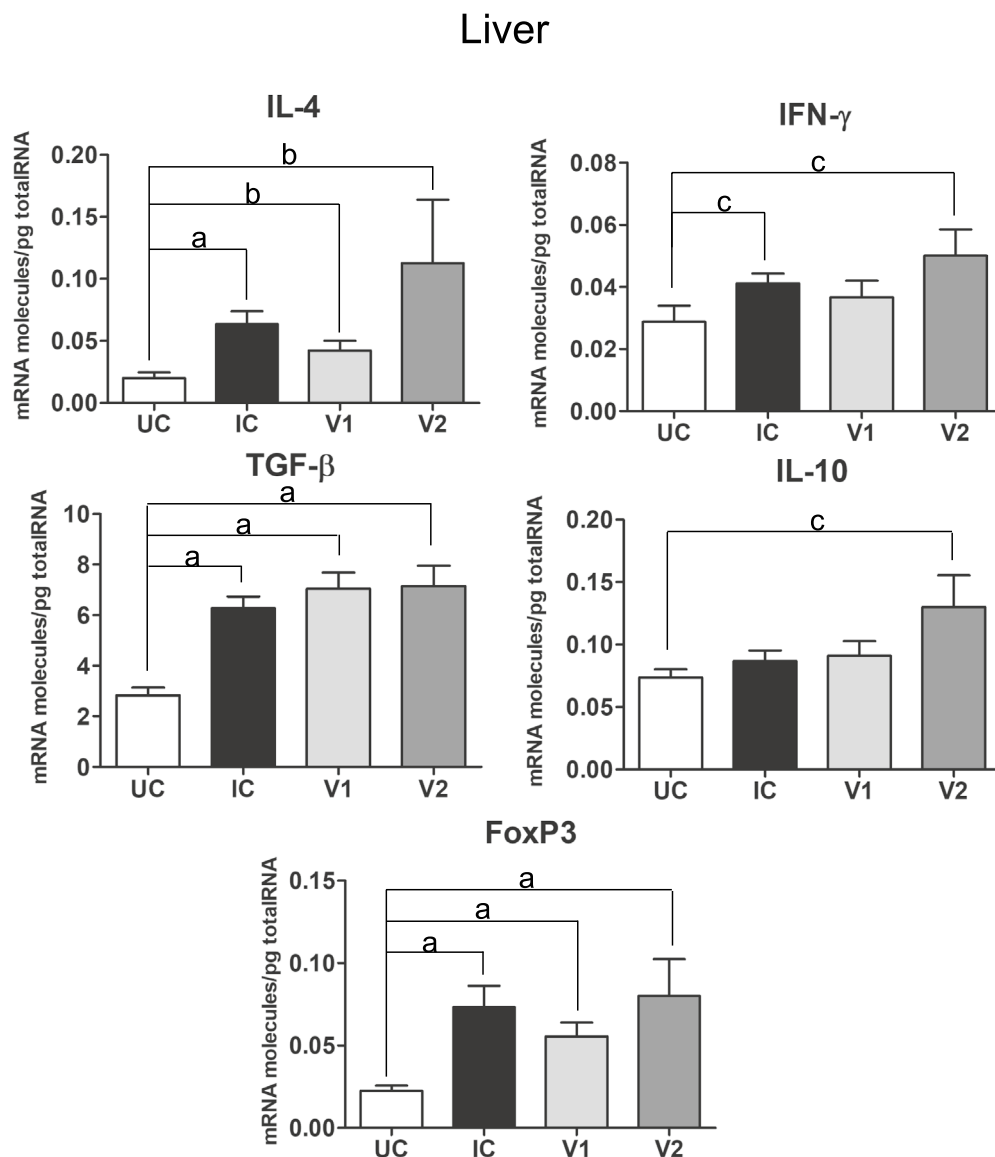 Liver
IL-4
mRNA molecules/pg totalRNA
0.20
0.15
0.10
0.05
0.00
b
b
a
UC IC V1 V2
IFN-γ
mRNA molecules/pg totalRNA
0.08
0.06
0.04
0.02
0.00
c
c
UC IC V1 V2
TGF-β
mRNA molecules/pg totalRNA
10
8
6
4
2
0
a
a
a
UC IC V1 V2
IL-10
mRNA molecules/pg totalRNA
0.20
0.15
0.10
0.05
0.00
c
UC IC V1 V2
FoxP3
mRNA molecules/pg totalRNA
0.15
0.10
0.05
0.00
a
a
a
UC IC V1 V2